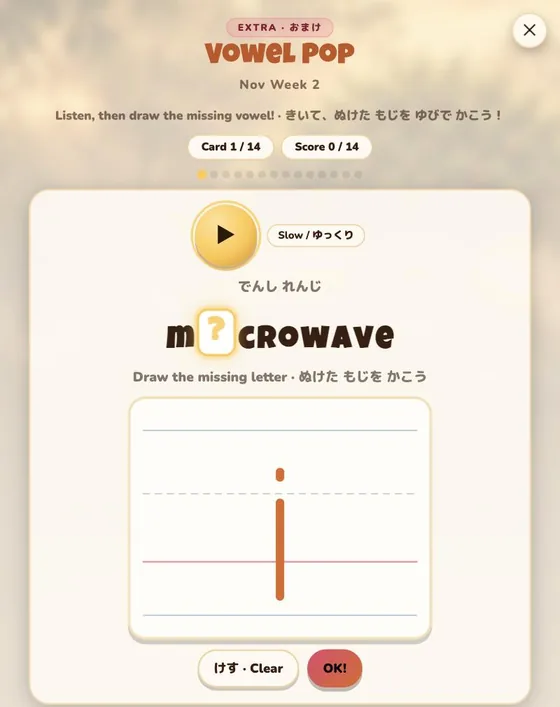 EXTRA · おまけ
VOWEL POP
Nov Week 2
Listen, then draw the missing vowel! · きいて、ぬけた もじを ゆびで かこう！
Card 1 / 14 Score 0 / 14
Slow / ゆっくり
でんし れんじ
m?crowave
Draw the missing letter · ぬけた もじを かこう
i
けす · Clear OK!